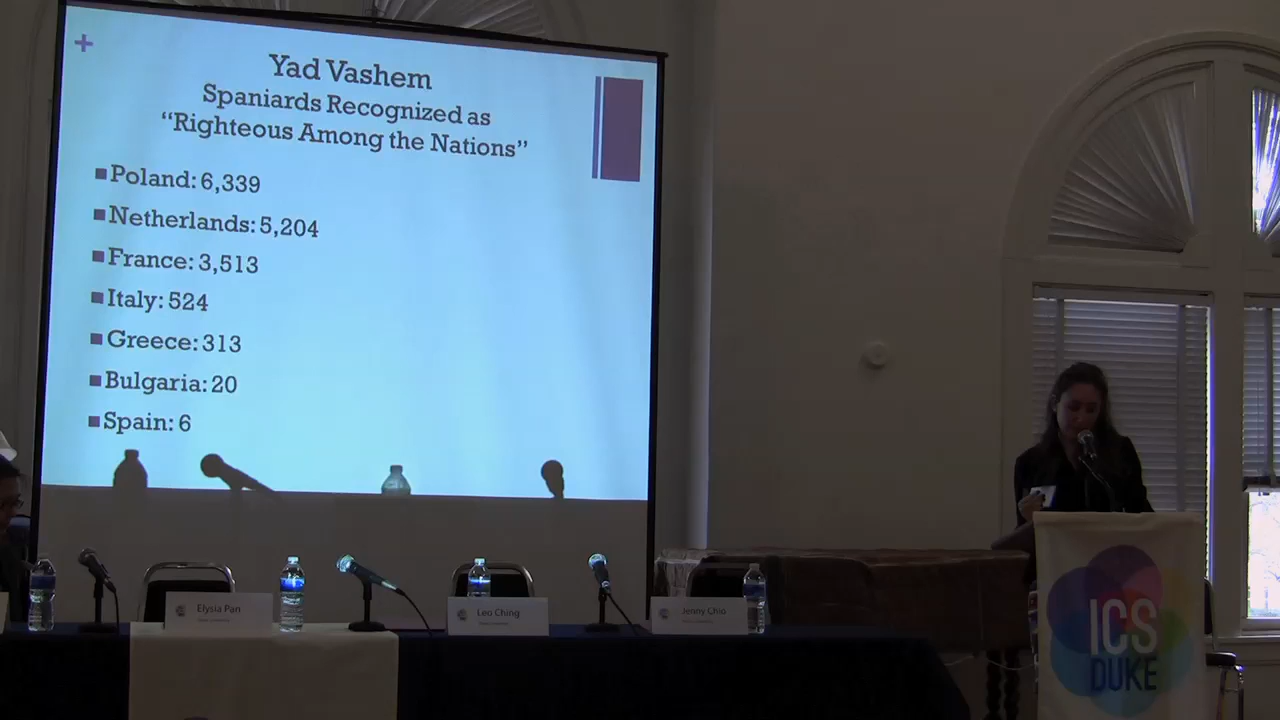 +
Yad Vashem
Spaniards Recognized as
“Righteous Among the Nations”
Poland: 6,339
Netherlands: 5,204
France: 3,513
Italy: 524
Greece: 313
Bulgaria: 20
Spain: 6
Elysia Pan
Leo Ching
Jenny Chio
ICS
DUKE